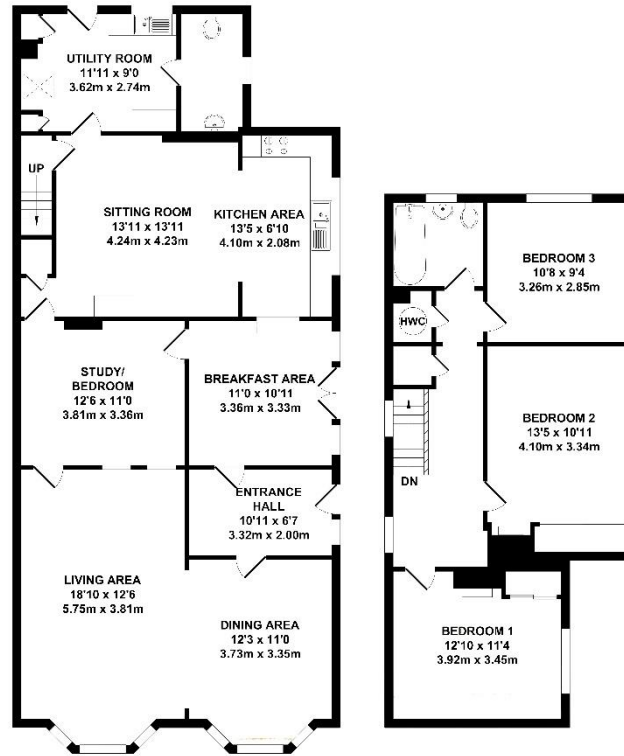 UTILITY ROOM
11'11 x 9'0
3.62m x 2.74m
UP
SITTING ROOM
13'11 x 13'11
4.24m x 4.23m
KITCHEN AREA
13'5 x 6'10
4.10m x 2.08m
STUDY/
BEDROOM
12'6 x 11'0
3.81m x 3.36m
BREAKFAST AREA
11'0 x 10'11
3.36m x 3.33m
ENTRANCE
HALL
10'11 x 6'7
3.32m x 2.00m
LIVING AREA
18'10 x 12'6
5.75m x 3.81m
DINING AREA
12'3 x 11'0
3.73m x 3.35m
BEDROOM 3
10'8 x 9'4
3.26m x 2.85m
HWC
BEDROOM 2
13'5 x 10'11
4.10m x 3.34m
DN
BEDROOM 1
12'10 x 11'4
3.92m x 3.45m